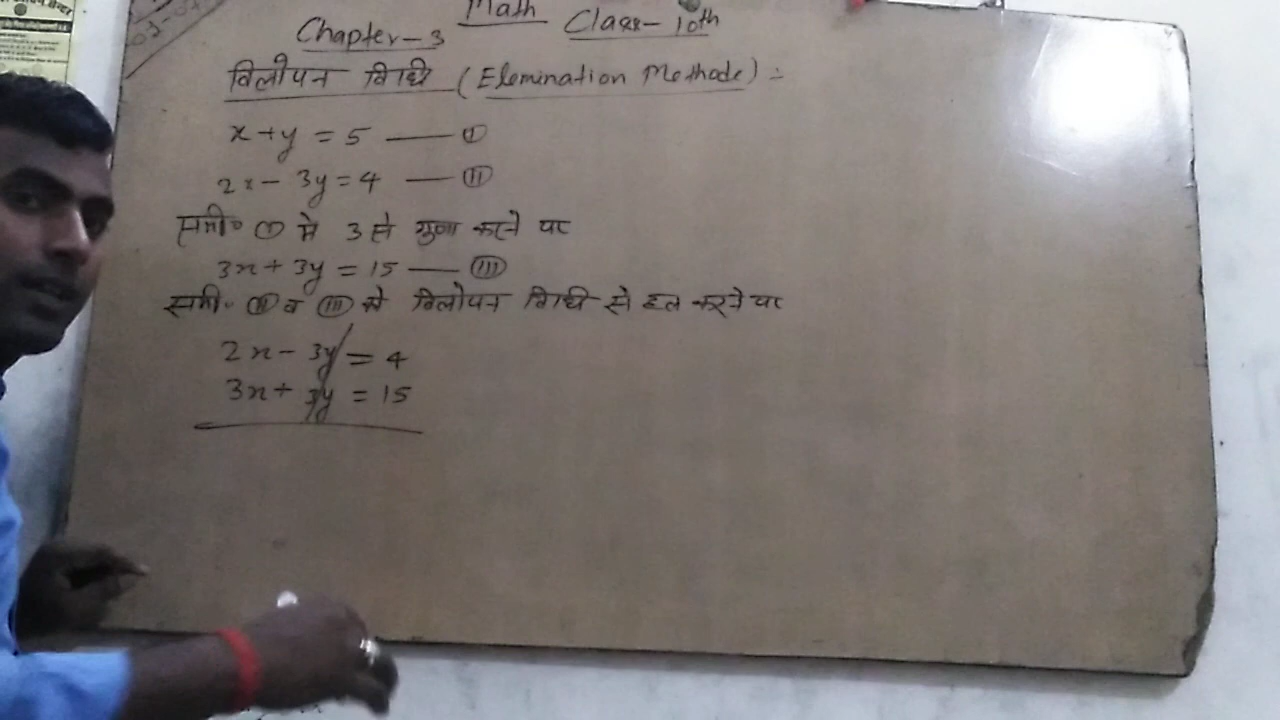 Math Class-10th
Chapter-3
विलोपन विधि (Elemination Methode) :-
x + y = 5 —— (I)
2x - 3y = 4 —— (II)
समी० (I) मे 3 से गुणा करने पर
3x + 3y = 15 —— (III)
समी० (II) व (III) को विलोपन विधि से हल करने पर
2x - 3y = 4
3x + 3y = 15